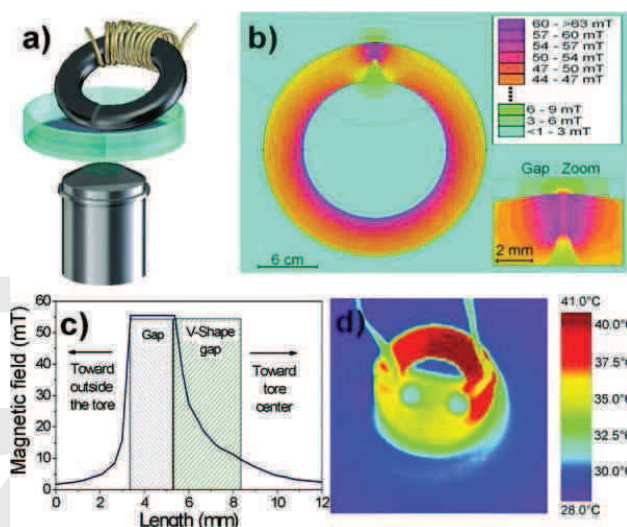 a)
b)
60 - >63 mT
57 - 60 mT
54 - 57 mT
50 - 54 mT
47 - 50 mT
44 - 47 mT
6 - 9 mT
3 - 6 mT
<1 - 3 mT
6 cm
Gap Zoom
2 mm
c)
Magnetic field (mT)
60
50
40
30
20
10
0
Gap
V-Shape
gap
Toward
outside
the tore
Toward
tore
center
0 2 4 6 8 10 12
Length (mm)
d)
41.0°C
40.0°C
37.5°C
35.0°C
32.5°C
30.0°C
28.0°C